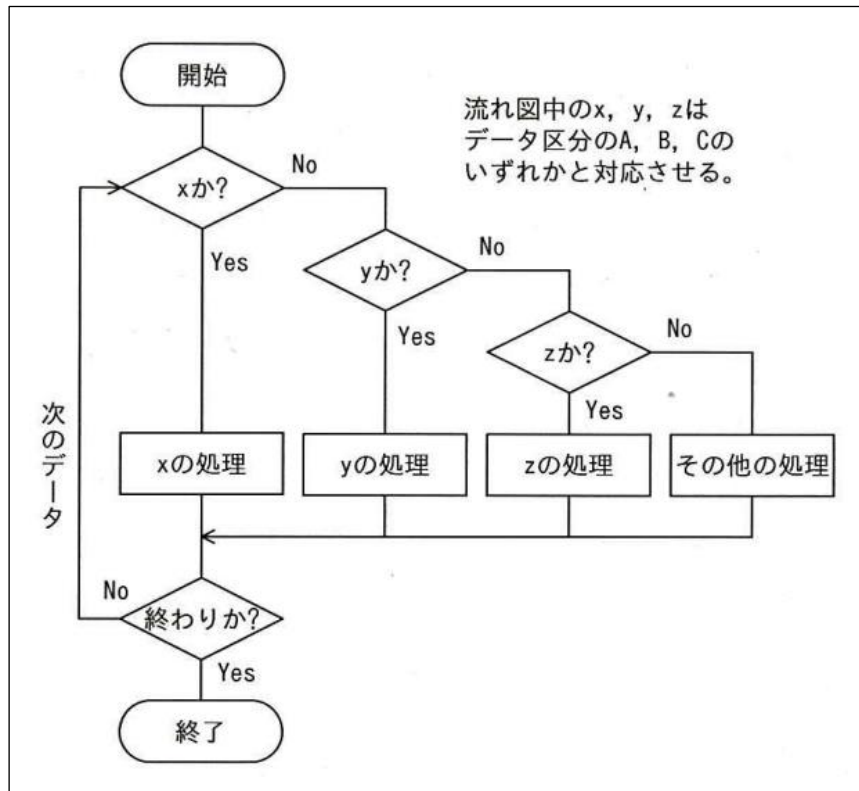 開始
流れ図中のx, y, zは
データ区分のA, B, Cの
いずれかと対応させる。
xか?
No
Yes
yか?
No
Yes
zか?
No
Yes
次のデータ
xの処理
yの処理
zの処理
その他の処理
No
終わりか?
Yes
終了